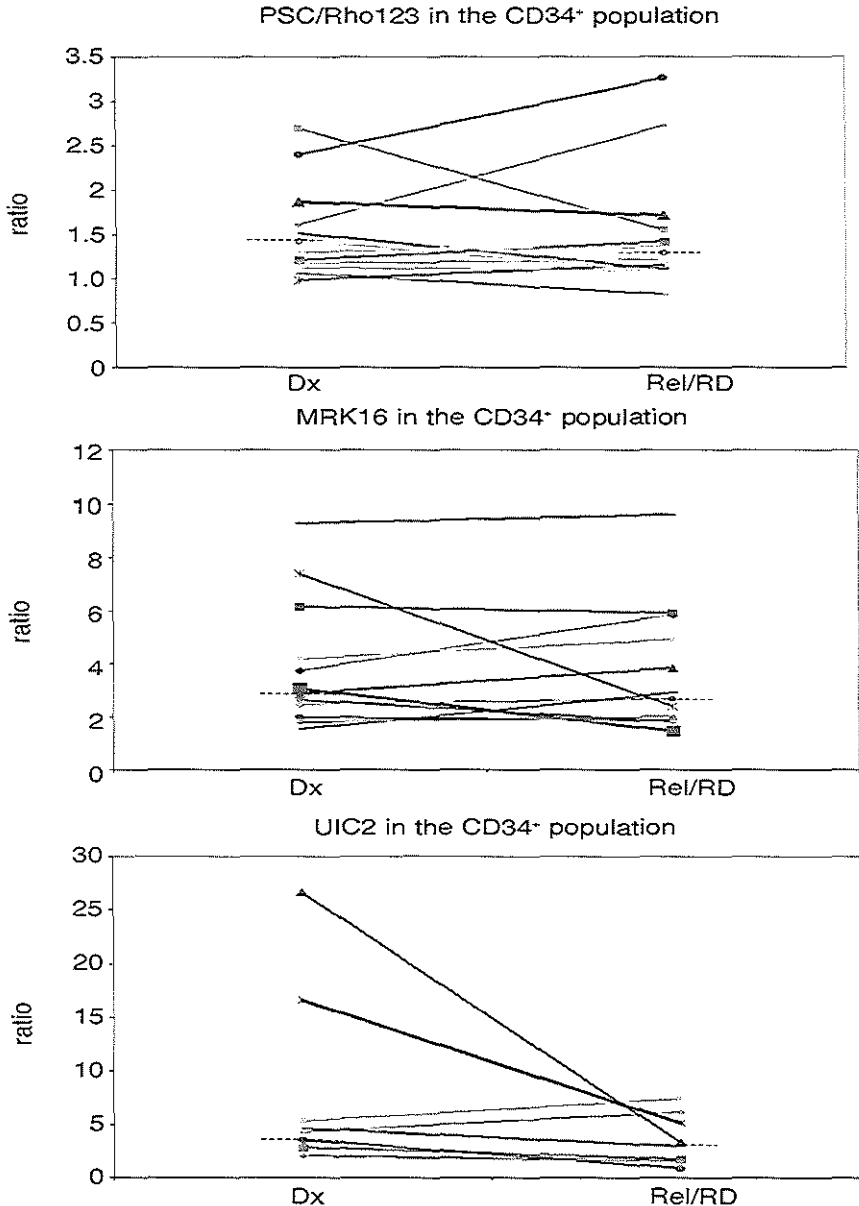 PSC/Rho123 in the CD34⁺ population
3.5
3
2.5
2
1.5
1.0
0.5
0
ratio
Dx
Rel/RD
MRK16 in the CD34⁺ population
12
10
8
6
4
2
0
ratio
Dx
Rel/RD
UIC2 in the CD34⁺ population
30
25
20
15
10
5
0
ratio
Dx
Rel/RD